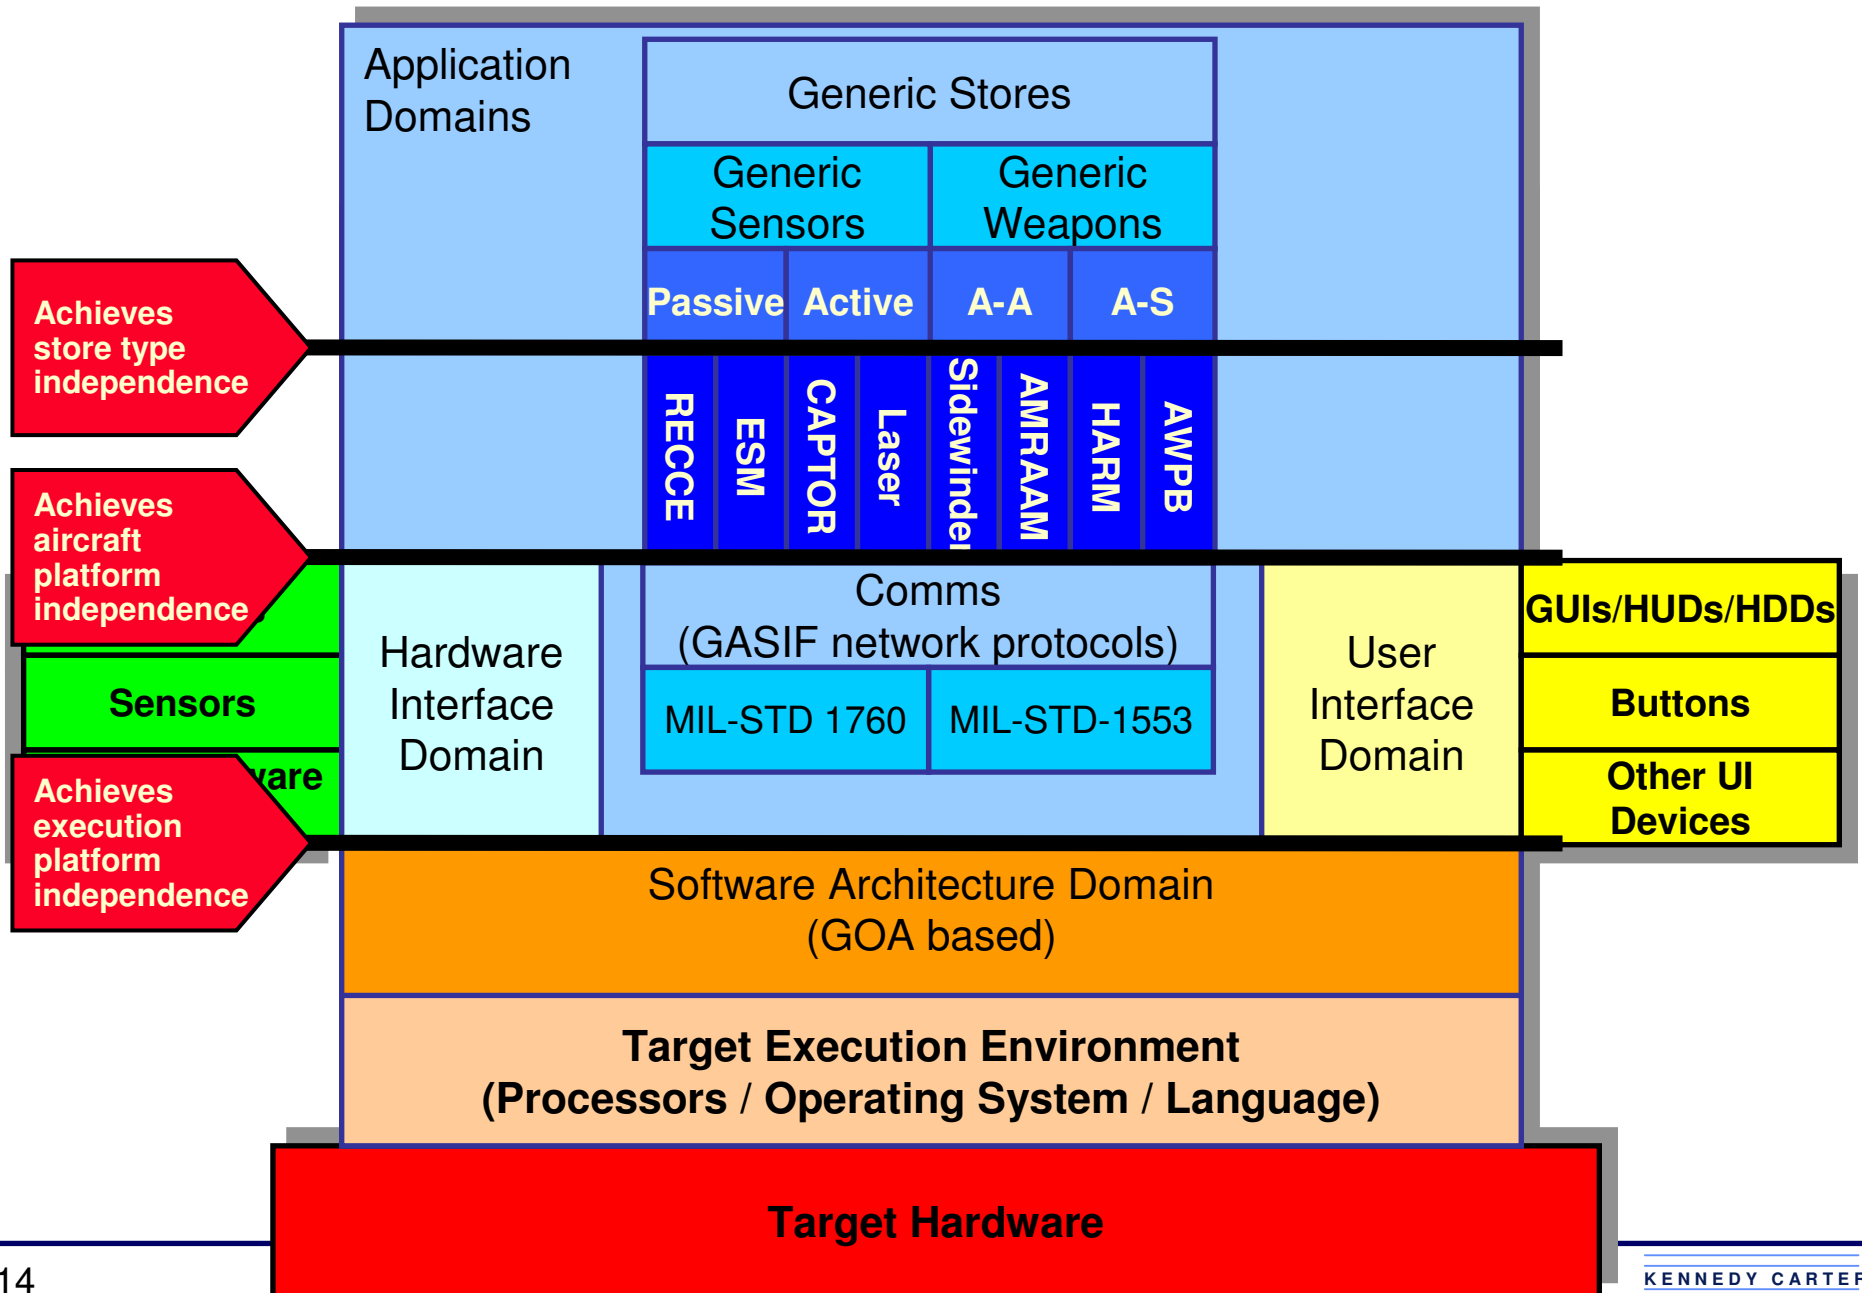 Application
Domains
Generic Stores
Generic
Sensors
Generic
Weapons
Passive
Active
A-A
A-S
Achieves
store type
independence
RECCE
ESM
CAPTOR
Laser
Sidewinder
AMRAAM
HARM
AWPB
Achieves
aircraft
platform
independence
Sensors
Achieves
execution
platform
independence
Hardware
Interface
Domain
Comms
(GASIF network protocols)
MIL-STD 1760
MIL-STD-1553
User
Interface
Domain
GUIs/HUDs/HDDs
Buttons
Other UI
Devices
Software Architecture Domain
(GOA based)
Target Execution Environment
(Processors / Operating System / Language)
Target Hardware
14
KENNEDY CARTER